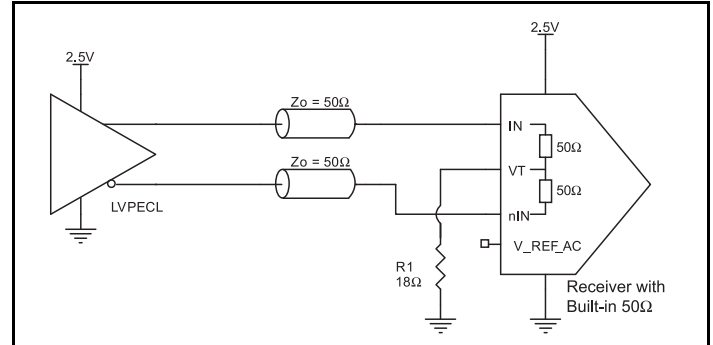 2.5V
2.5V
Zo = 50Ω
IN
50Ω
Zo = 50Ω
VT
50Ω
LVPECL
nIN
V_REF_AC
R1
18Ω
Receiver with
Built-in 50Ω